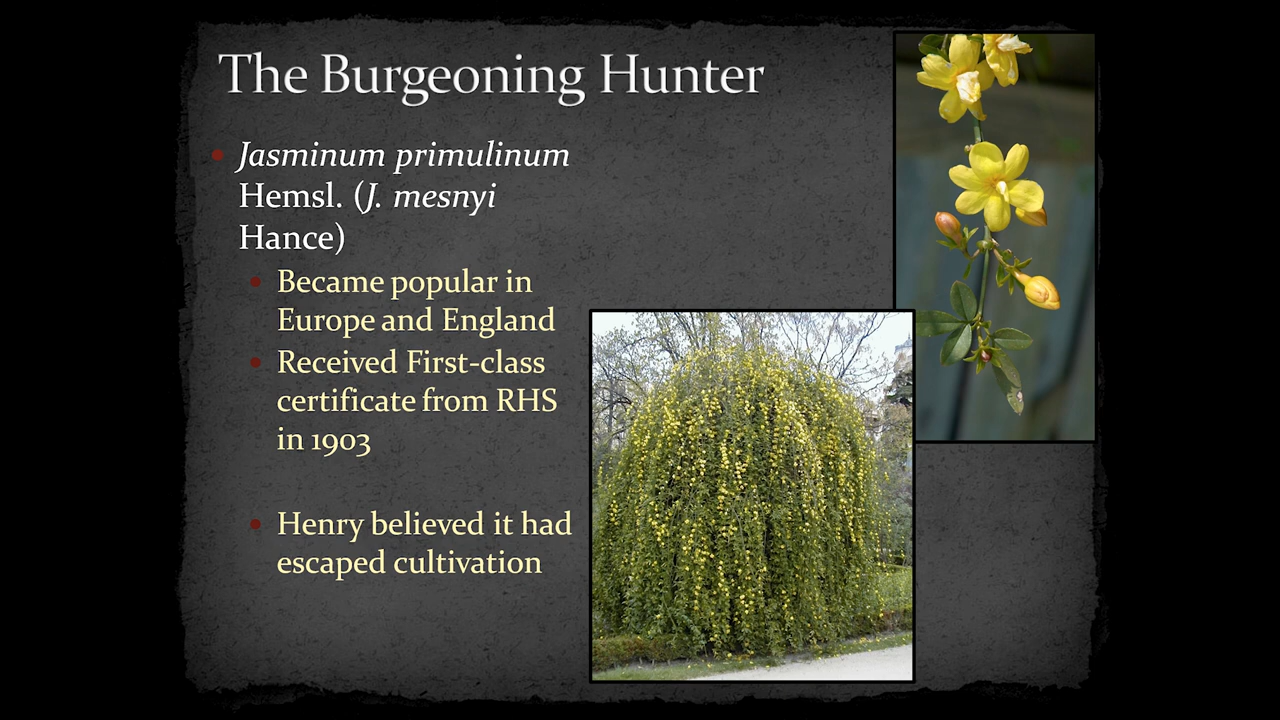 The Burgeoning Hunter
Jasminum primulinum
Hemsl. (J. mesnyi
Hance)
Became popular in
Europe and England
Received First-class
certificate from RHS
in 1903
Henry believed it had
escaped cultivation